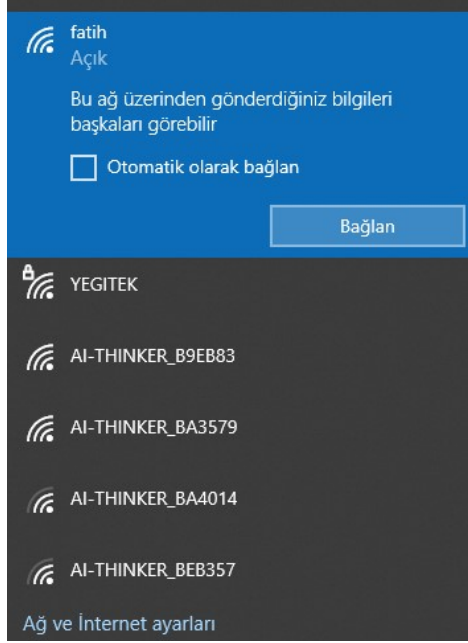 fatih
Açık
Bu ağ üzerinden gönderdiğiniz bilgileri
başkaları görebilir
Otomatik olarak bağlan
Bağlan
YEGITEK
AI-THINKER_B9EB83
AI-THINKER_BA3579
AI-THINKER_BA4014
AI-THINKER_BEB357
Ağ ve İnternet ayarları